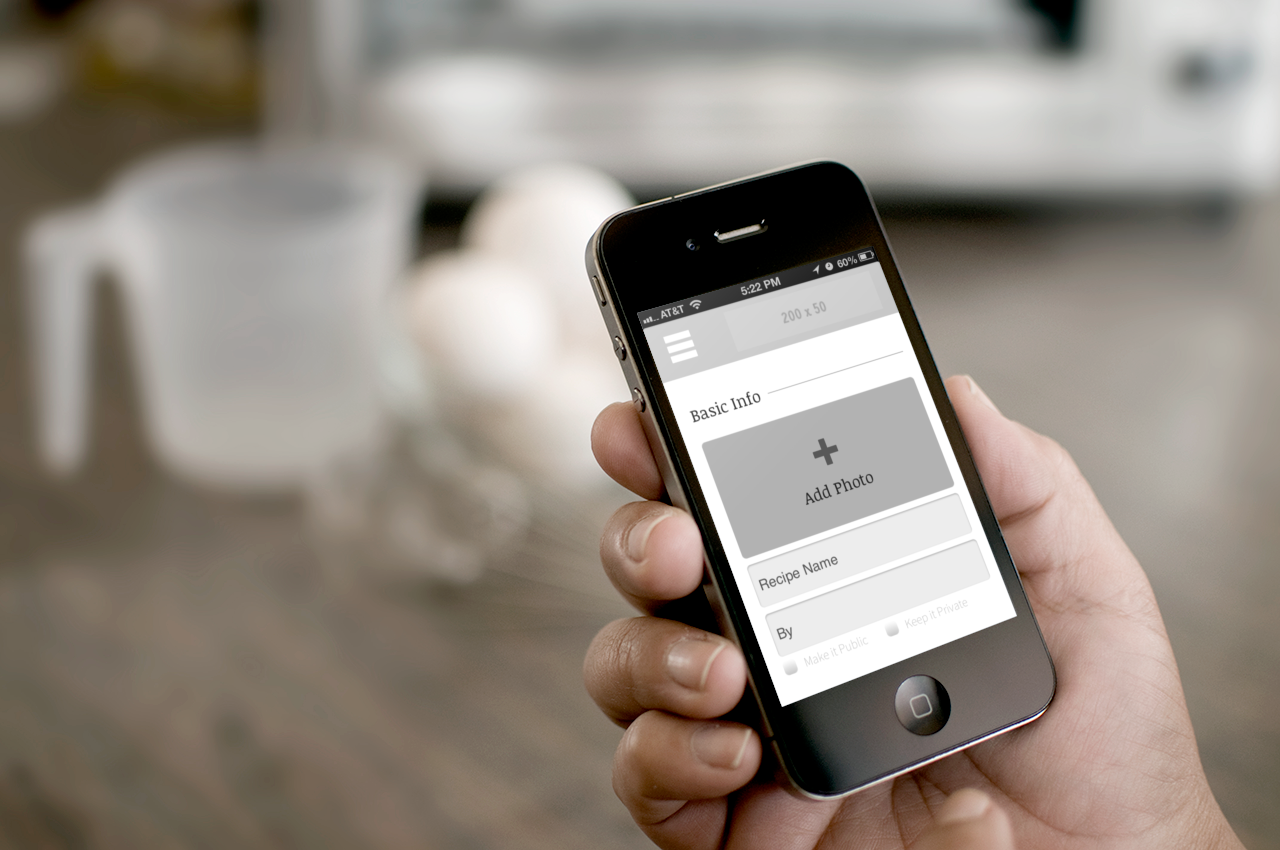 AT&T 5:22 PM 60%
200 x 50
Basic Info
Add Photo
Recipe Name
By
Make it Public Keep it Private